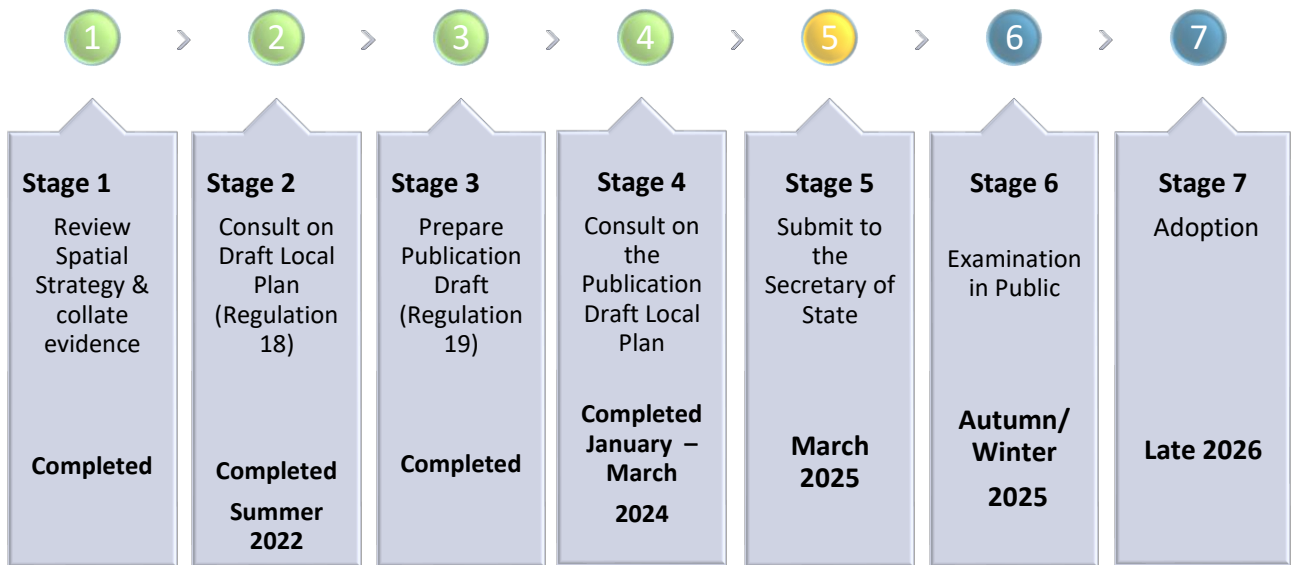 1 > 2 > 3 > 4 > 5 > 6 > 7
Stage 1
Review
Spatial
Strategy &
collate
evidence
Completed
Stage 2
Consult on
Draft Local
Plan
(Regulation
18)
Completed
Summer
2022
Stage 3
Prepare
Publication
Draft
(Regulation
19)
Completed
Stage 4
Consult on
the
Publication
Draft Local
Plan
Completed
January –
March
2024
Stage 5
Submit to
the
Secretary of
State
March
2025
Stage 6
Examination
in Public
Autumn/
Winter
2025
Stage 7
Adoption
Late 2026